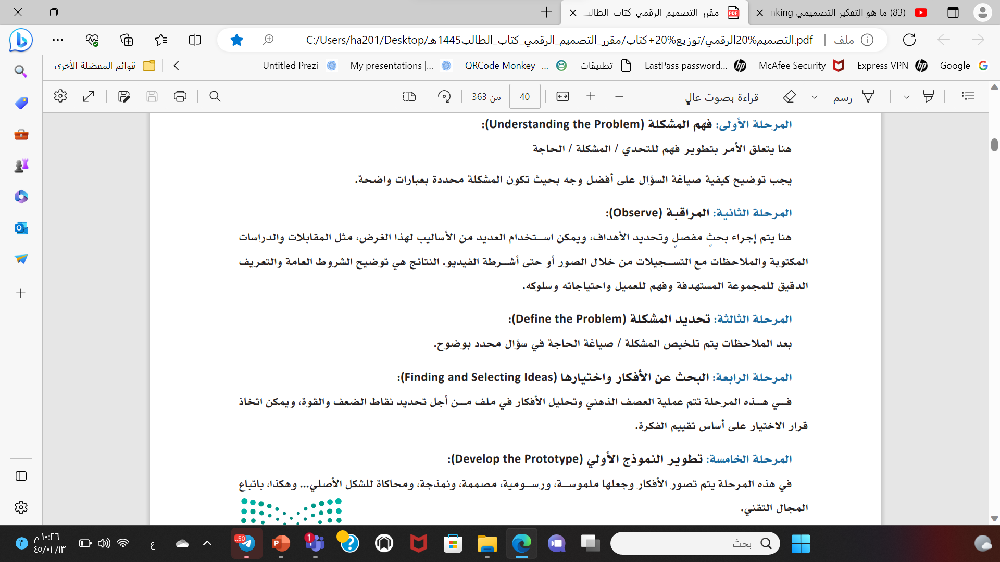 (83) ما هو التفكير التصميمي
مقرر_التصميم_الرقمي_كتاب_الطالب
ملف
C:/Users/ha201/Desktop/التصميم%20الرقمي/توزيع%20+كتاب/مقرر_التصميم_الرقمي_كتاب_الطالب1445هـ.pdf
Google
Express VPN
McAfee Security
LastPass password...
تطبيقات
QRCode Monkey -...
My presentations |...
Untitled Prezi
قوائم المفضلة الأخرى
رسم
قراءة بصوت عالٍ
40
من 363
المرحلة الأولى: فهم المشكلة (Understanding the Problem):
هنا يتعلق الأمر بتطوير فهم للتحدي / المشكلة / الحاجة
يجب توضيح كيفية صياغة السؤال على أفضل وجه بحيث تكون المشكلة محددة بعبارات واضحة.
المرحلة الثانية: المراقبة (Observe):
هنا يتم إجراء بحثٍ مفصلٍ وتحديد الأهداف، ويمكن استخدام العديد من الأساليب لهذا الغرض، مثل المقابلات والدراسات
المكتوبة والملاحظات مع التسجيلات من خلال الصور أو حتى أشرطة الفيديو. النتائج هي توضيح الشروط العامة والتعريف
الدقيق للمجموعة المستهدفة وفهم للعميل واحتياجاته وسلوكه.
المرحلة الثالثة: تحديد المشكلة (Define the Problem):
بعد الملاحظات يتم تلخيص المشكلة / صياغة الحاجة في سؤال محدد بوضوح.
المرحلة الرابعة: البحث عن الأفكار واختيارها (Finding and Selecting Ideas):
في هذه المرحلة تتم عملية العصف الذهني وتحليل الأفكار في ملف من أجل تحديد نقاط الضعف والقوة، ويمكن اتخاذ
قرار الاختيار على أساس تقييم الفكرة.
المرحلة الخامسة: تطوير النموذج الأولي (Develop the Prototype):
في هذه المرحلة يتم تصور الأفكار وجعلها ملموسة، ورسومية، مصممة، ونمذجة، ومحاكاة للشكل الأصلي... وهكذا، باتباع
المجال التقني.
بحث
ع
١٠:٢٦ م
٤٥/٠٢/١٣